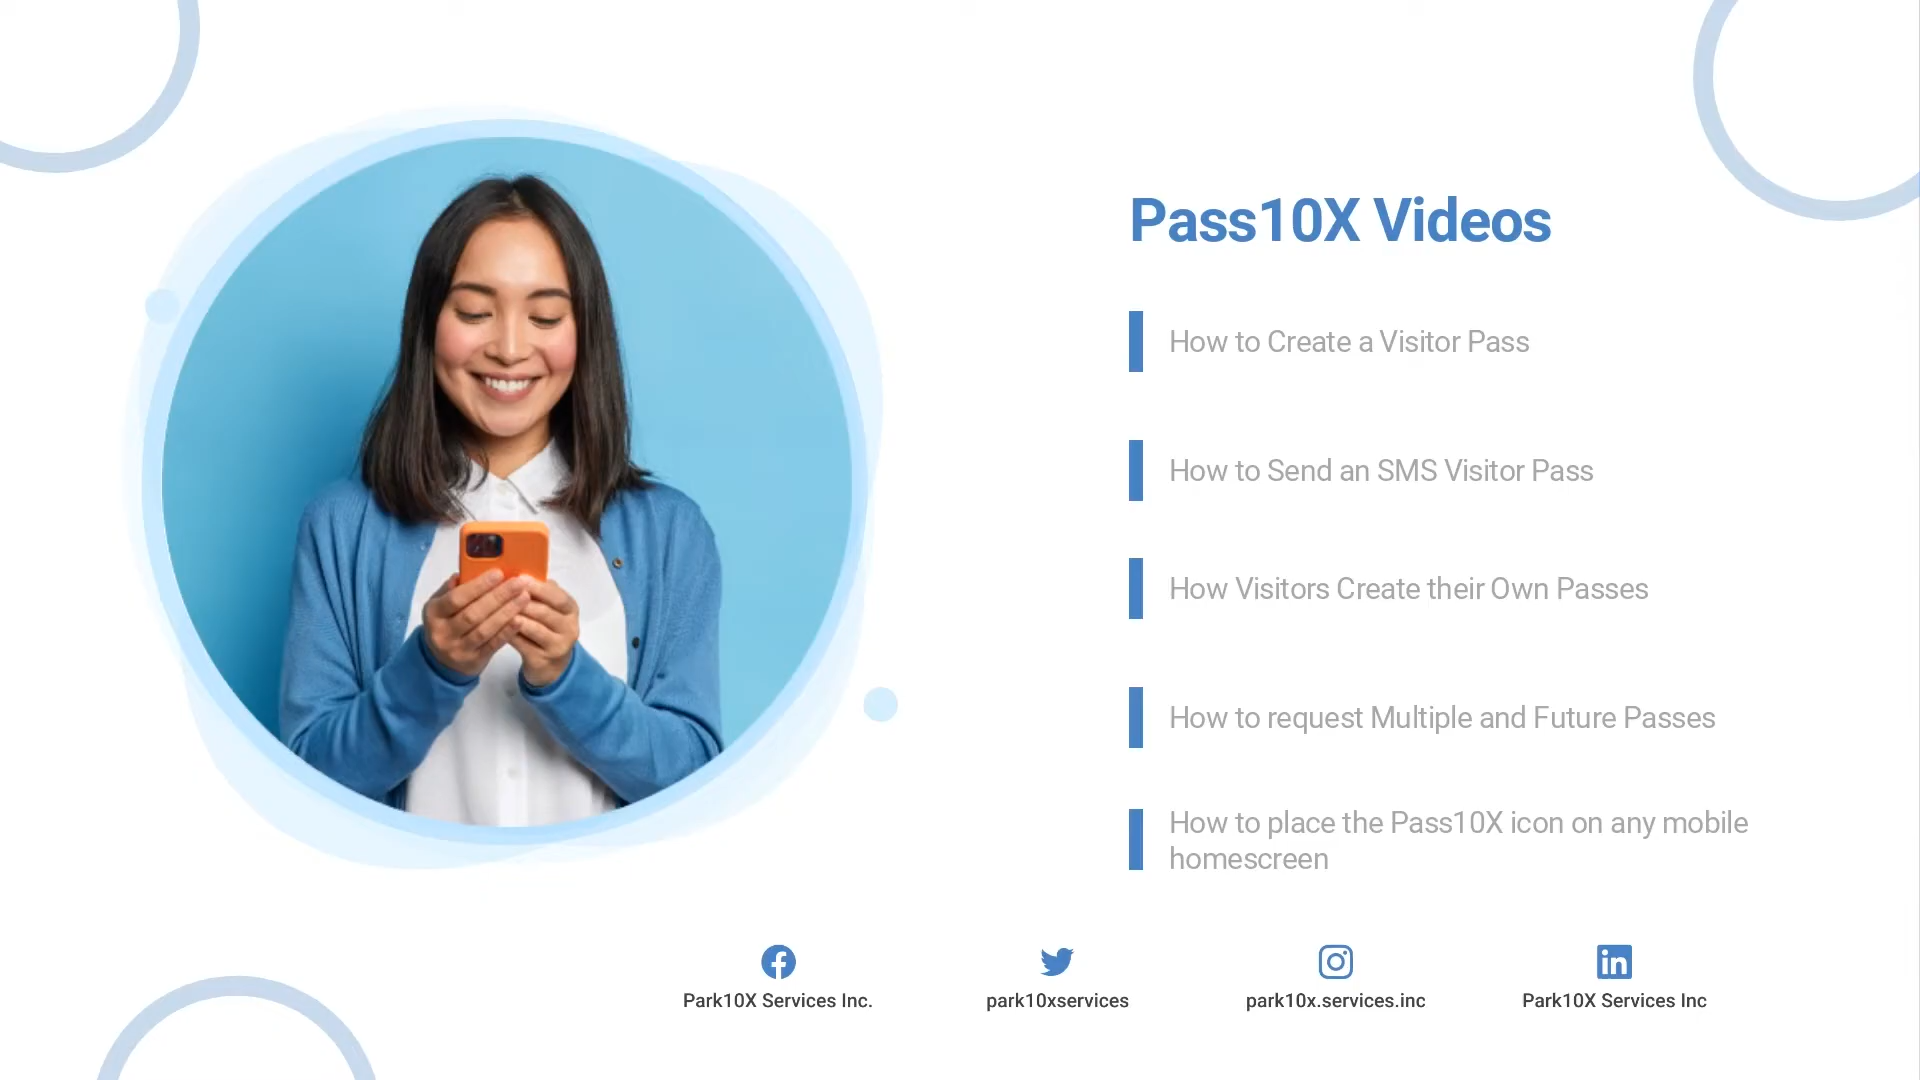 Pass10X Videos
How to Create a Visitor Pass
How to Send an SMS Visitor Pass
How Visitors Create their Own Passes
How to request Multiple and Future Passes
How to place the Pass10X icon on any mobile
homescreen
Park10X Services Inc.
park10xservices
park10x.services.inc
Park10X Services Inc